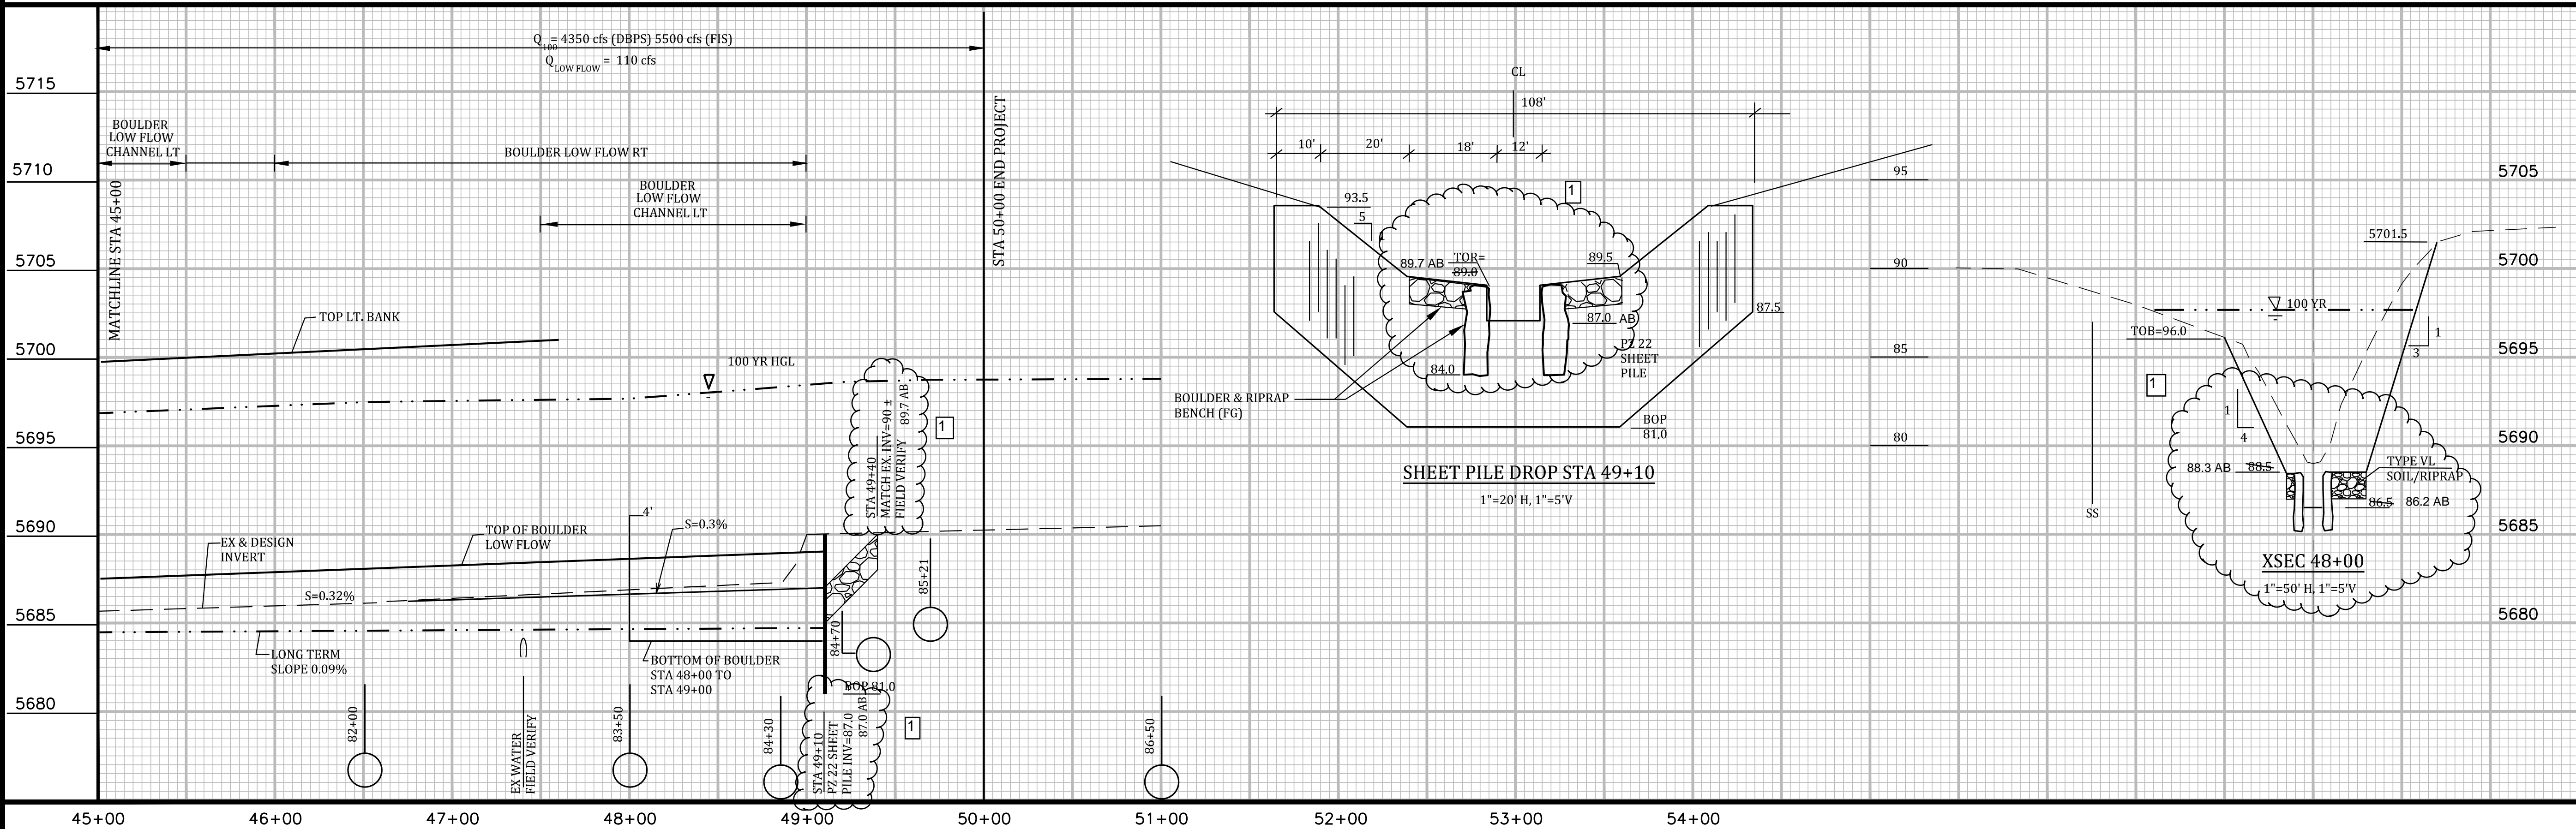 Q100 = 4350 cfs (DBPS) 5500 cfs (FIS)
QLOW FLOW = 110 cfs
5715
5710
5705
5700
5695
5690
5685
5680
BOULDER
LOW FLOW
CHANNEL LT
BOULDER LOW FLOW RT
BOULDER
LOW FLOW
CHANNEL LT
MATCHLINE STA 45+00
STA 50+00 END PROJECT
TOP LT. BANK
100 YR HGL
STA 49+40
MATCH EX. INV=90 ±
FIELD VERIFY
89.7 AB
1
4'
S=0.3%
TOP OF BOULDER
LOW FLOW
EX & DESIGN
INVERT
S=0.32%
LONG TERM
SLOPE 0.09%
BOTTOM OF BOULDER
STA 48+00 TO
STA 49+00
82+00
EX WATER
FIELD VERIFY
83+50
84+30
84+70
85+21
86+50
BOP 81.0
STA 49+10
PZ 22 SHEET
PILE INV=87.0
87.0 AB
1
45+00
46+00
47+00
48+00
49+00
50+00
51+00
52+00
53+00
54+00
CL
108'
10'
20'
18'
12'
93.5
5
1
1
89.7 AB
TOR=
89.0
89.5
87.0 AB
87.5
PZ 22
SHEET
PILE
84.0
BOULDER & RIPRAP
BENCH (FG)
BOP
81.0
SHEET PILE DROP STA 49+10
1"=20' H, 1"=5'V
95
90
85
80
5701.5
100 YR
TOB=96.0
1
3
1
1
4
88.3 AB
88.5
TYPE VL
SOIL/RIPRAP
86.5
86.2 AB
SS
XSEC 48+00
1"=50' H, 1"=5'V
5705
5700
5695
5690
5685
5680